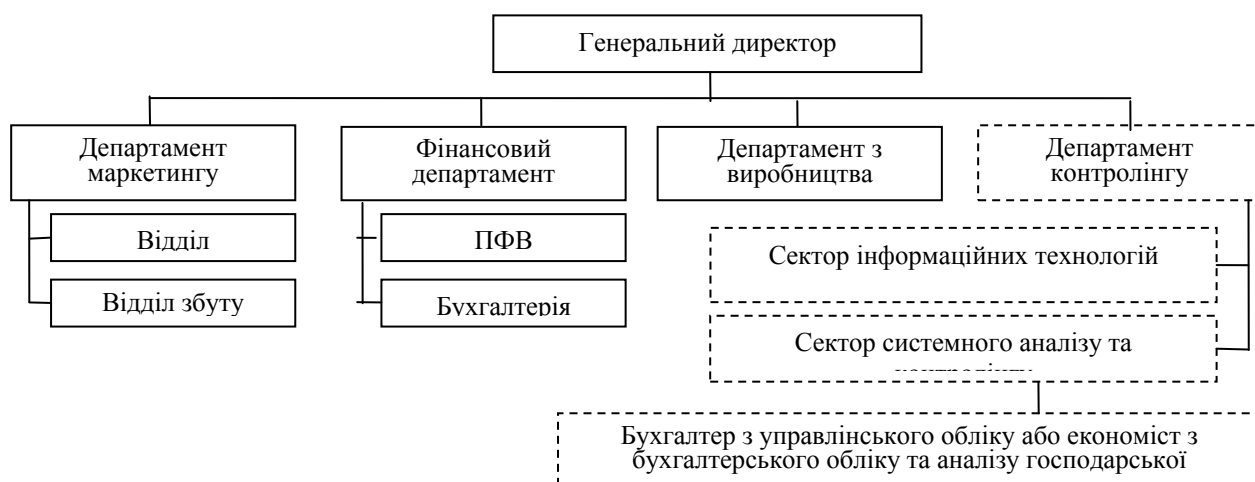 Генеральний директор
Департамент
маркетингу
Фінансовий
департамент
Департамент з
виробництва
Департамент
контролінгу
Відділ
ПФВ
Сектор інформаційних технологій
Відділ збуту
Бухгалтерія
Сектор системного аналізу та
Бухгалтер з управлінського обліку або економіст з
бухгалтерського обліку та аналізу господарської